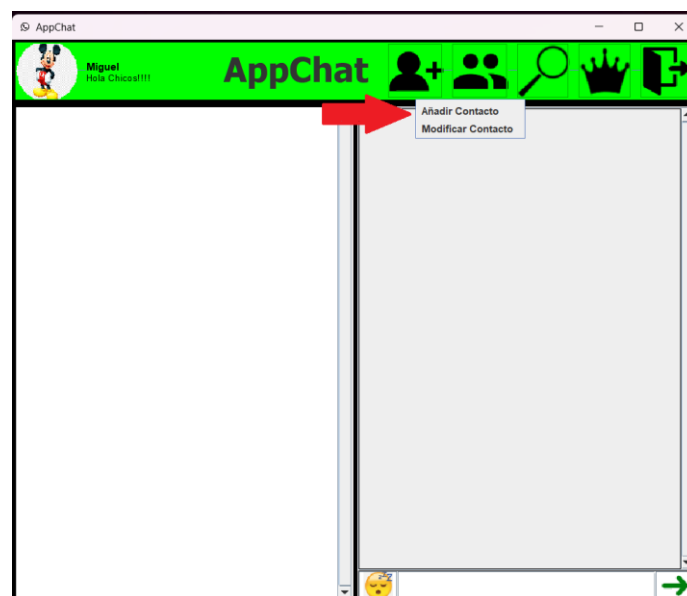 AppChat
Miguel
Hola Chicos!!!!
AppChat
Añadir Contacto
Modificar Contacto